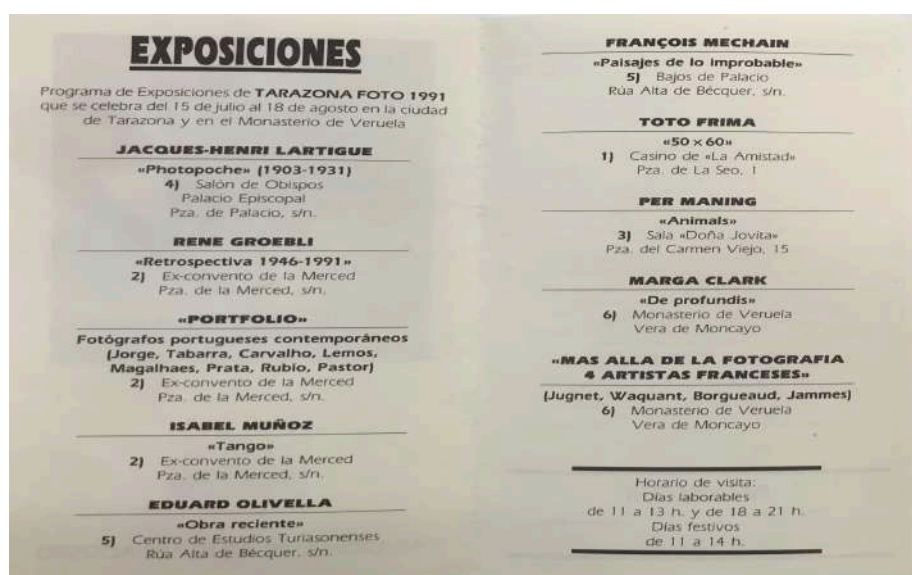 EXPOSICIONES
Programa de Exposiciones de TARAZONA FOTO 1991
que se celebra del 15 de julio al 18 de agosto en la ciudad
de Tarazona y en el Monasterio de Veruela
JACQUES-HENRI LARTIGUE
«Photopoche» (1903-1931)
4) Salón de Obispos
Palacio Episcopal
Pza. de Palacio, s/n.
RENE GROEBLI
«Retrospectiva 1946-1991»
2) Ex-convento de la Merced
Pza. de la Merced, s/n.
«PORTFOLIO»
Fotógrafos portugueses contemporáneos
(Jorge, Tabarra, Carvalho, Lemos,
Magalhaes, Prata, Rubio, Pastor)
2) Ex-convento de la Merced
Pza. de la Merced, s/n.
ISABEL MUÑOZ
«Tango»
2) Ex-convento de la Merced
Pza. de la Merced, s/n.
EDUARD OLIVELLA
«Obra reciente»
5) Centro de Estudios Turiasonenses
Rúa Alta de Bécquer, s/n.
FRANÇOIS MECHAIN
«Paisajes de lo improbable»
5) Bajos de Palacio
Rúa Alta de Bécquer, s/n.
TOTO FRIMA
«50 × 60»
1) Casino de «La Amistad»
Pza. de La Seo, 1
PER MANING
«Animals»
3) Sala «Doña Jovita»
Pza. del Carmen Viejo, 15
MARGA CLARK
«De profundis»
6) Monasterio de Veruela
Vera de Moncayo
«MAS ALLA DE LA FOTOGRAFIA
4 ARTISTAS FRANCESES»
(Jugnet, Waquant, Borgueaud, Jammes)
6) Monasterio de Veruela
Vera de Moncayo
Horario de visita:
Días laborables
de 11 a 13 h. y de 18 a 21 h.
Días festivos
de 11 a 14 h.